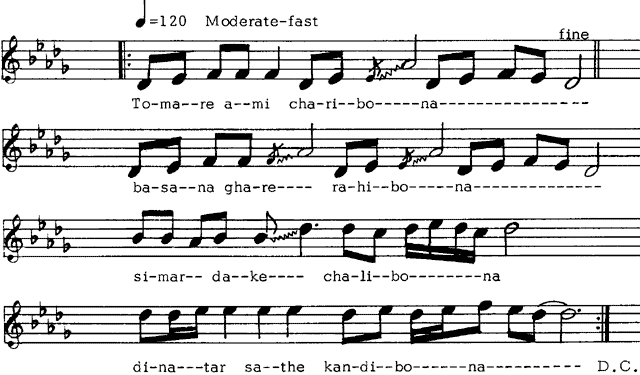 ♩=120 Moderate-fast
fine
To-ma--re a--mi cha-ri-bo-----na-----------------
ba-sa--na gha-re---- ra-hi-bo-----na--------------
si-mar-- da--ke---- cha-li--bo--------na
di-na---tar sa--the kan-di--bo-----na---------- D.C.